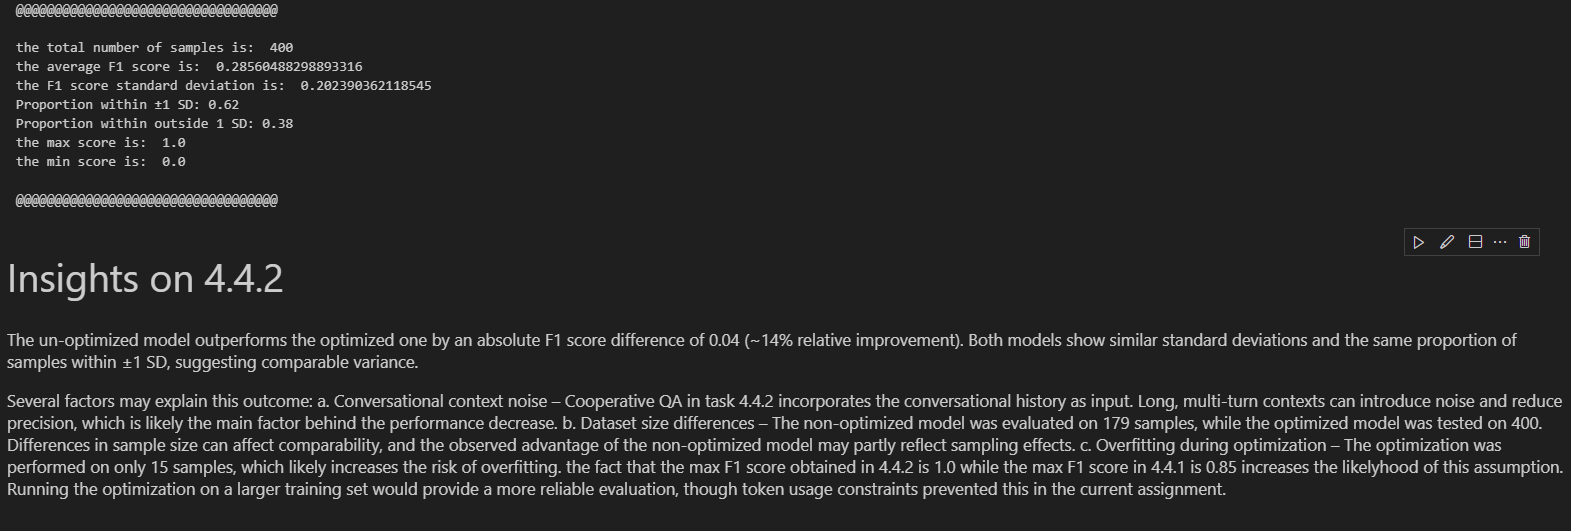 @@@@@@@@@@@@@@@@@@@@@@@@@@@@@@@@@@
the total number of samples is:  400
the average F1 score is:  0.28560488298893316
the F1 score standard deviation is:  0.202390362118545
Proportion within ±1 SD: 0.62
Proportion within outside 1 SD: 0.38
the max score is:  1.0
the min score is:  0.0
@@@@@@@@@@@@@@@@@@@@@@@@@@@@@@@@@@
Insights on 4.4.2
The un-optimized model outperforms the optimized one by an absolute F1 score difference of 0.04 (~14% relative improvement). Both models show similar standard deviations and the same proportion of
samples within ±1 SD, suggesting comparable variance.
Several factors may explain this outcome: a. Conversational context noise – Cooperative QA in task 4.4.2 incorporates the conversational history as input. Long, multi-turn contexts can introduce noise and reduce
precision, which is likely the main factor behind the performance decrease. b. Dataset size differences – The non-optimized model was evaluated on 179 samples, while the optimized model was tested on 400.
Differences in sample size can affect comparability, and the observed advantage of the non-optimized model may partly reflect sampling effects. c. Overfitting during optimization – The optimization was
performed on only 15 samples, which likely increases the risk of overfitting. the fact that the max F1 score obtained in 4.4.2 is 1.0 while the max F1 score in 4.4.1 is 0.85 increases the likelyhood of this assumption.
Running the optimization on a larger training set would provide a more reliable evaluation, though token usage constraints prevented this in the current assignment.